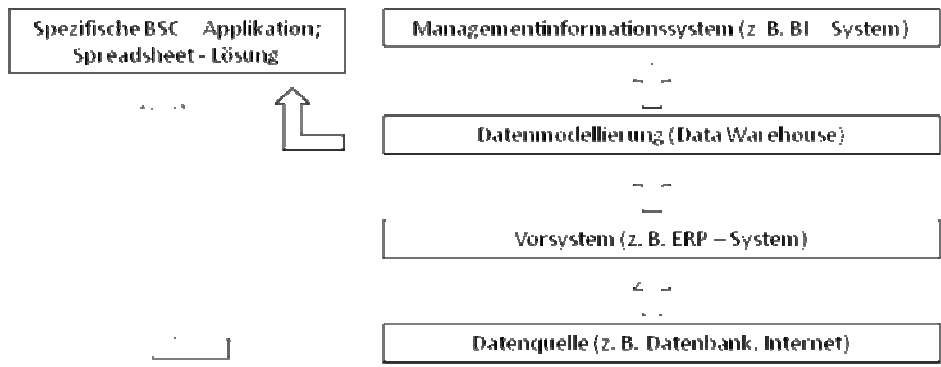 Spezifische BSC Applikation;
Spreadsheet - Lösung
Managementinformationssystem (z. B. BI System)
Datenmodellierung (Data Warehouse)
Vorsystem (z. B. ERP – System)
Datenquelle (z. B. Datenbank, Internet)